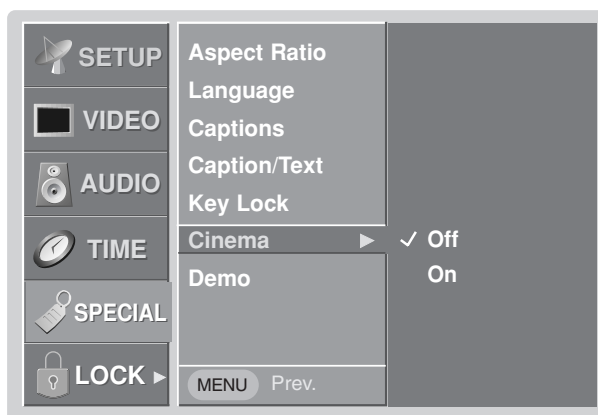 SETUP
VIDEO
AUDIO
TIME
SPECIAL
LOCK
Aspect Ratio
Language
Captions
Caption/Text
Key Lock
Cinema
Demo
MENU Prev.
Off
On